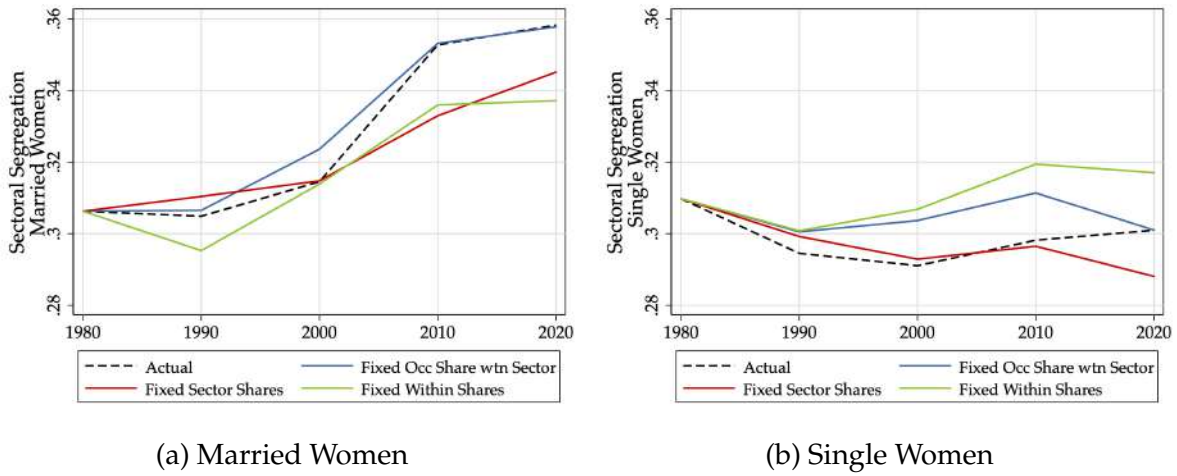 Sectoral Segregation
Married Women
.36
.34
.32
.3
.28
1980
1990
2000
2010
2020
Actual
Fixed Occ Share wtn Sector
Fixed Sector Shares
Fixed Within Shares
(a) Married Women
Sectoral Segregation
Single Women
.36
.34
.32
.3
.28
1980
1990
2000
2010
2020
Actual
Fixed Occ Share wtn Sector
Fixed Sector Shares
Fixed Within Shares
(b) Single Women